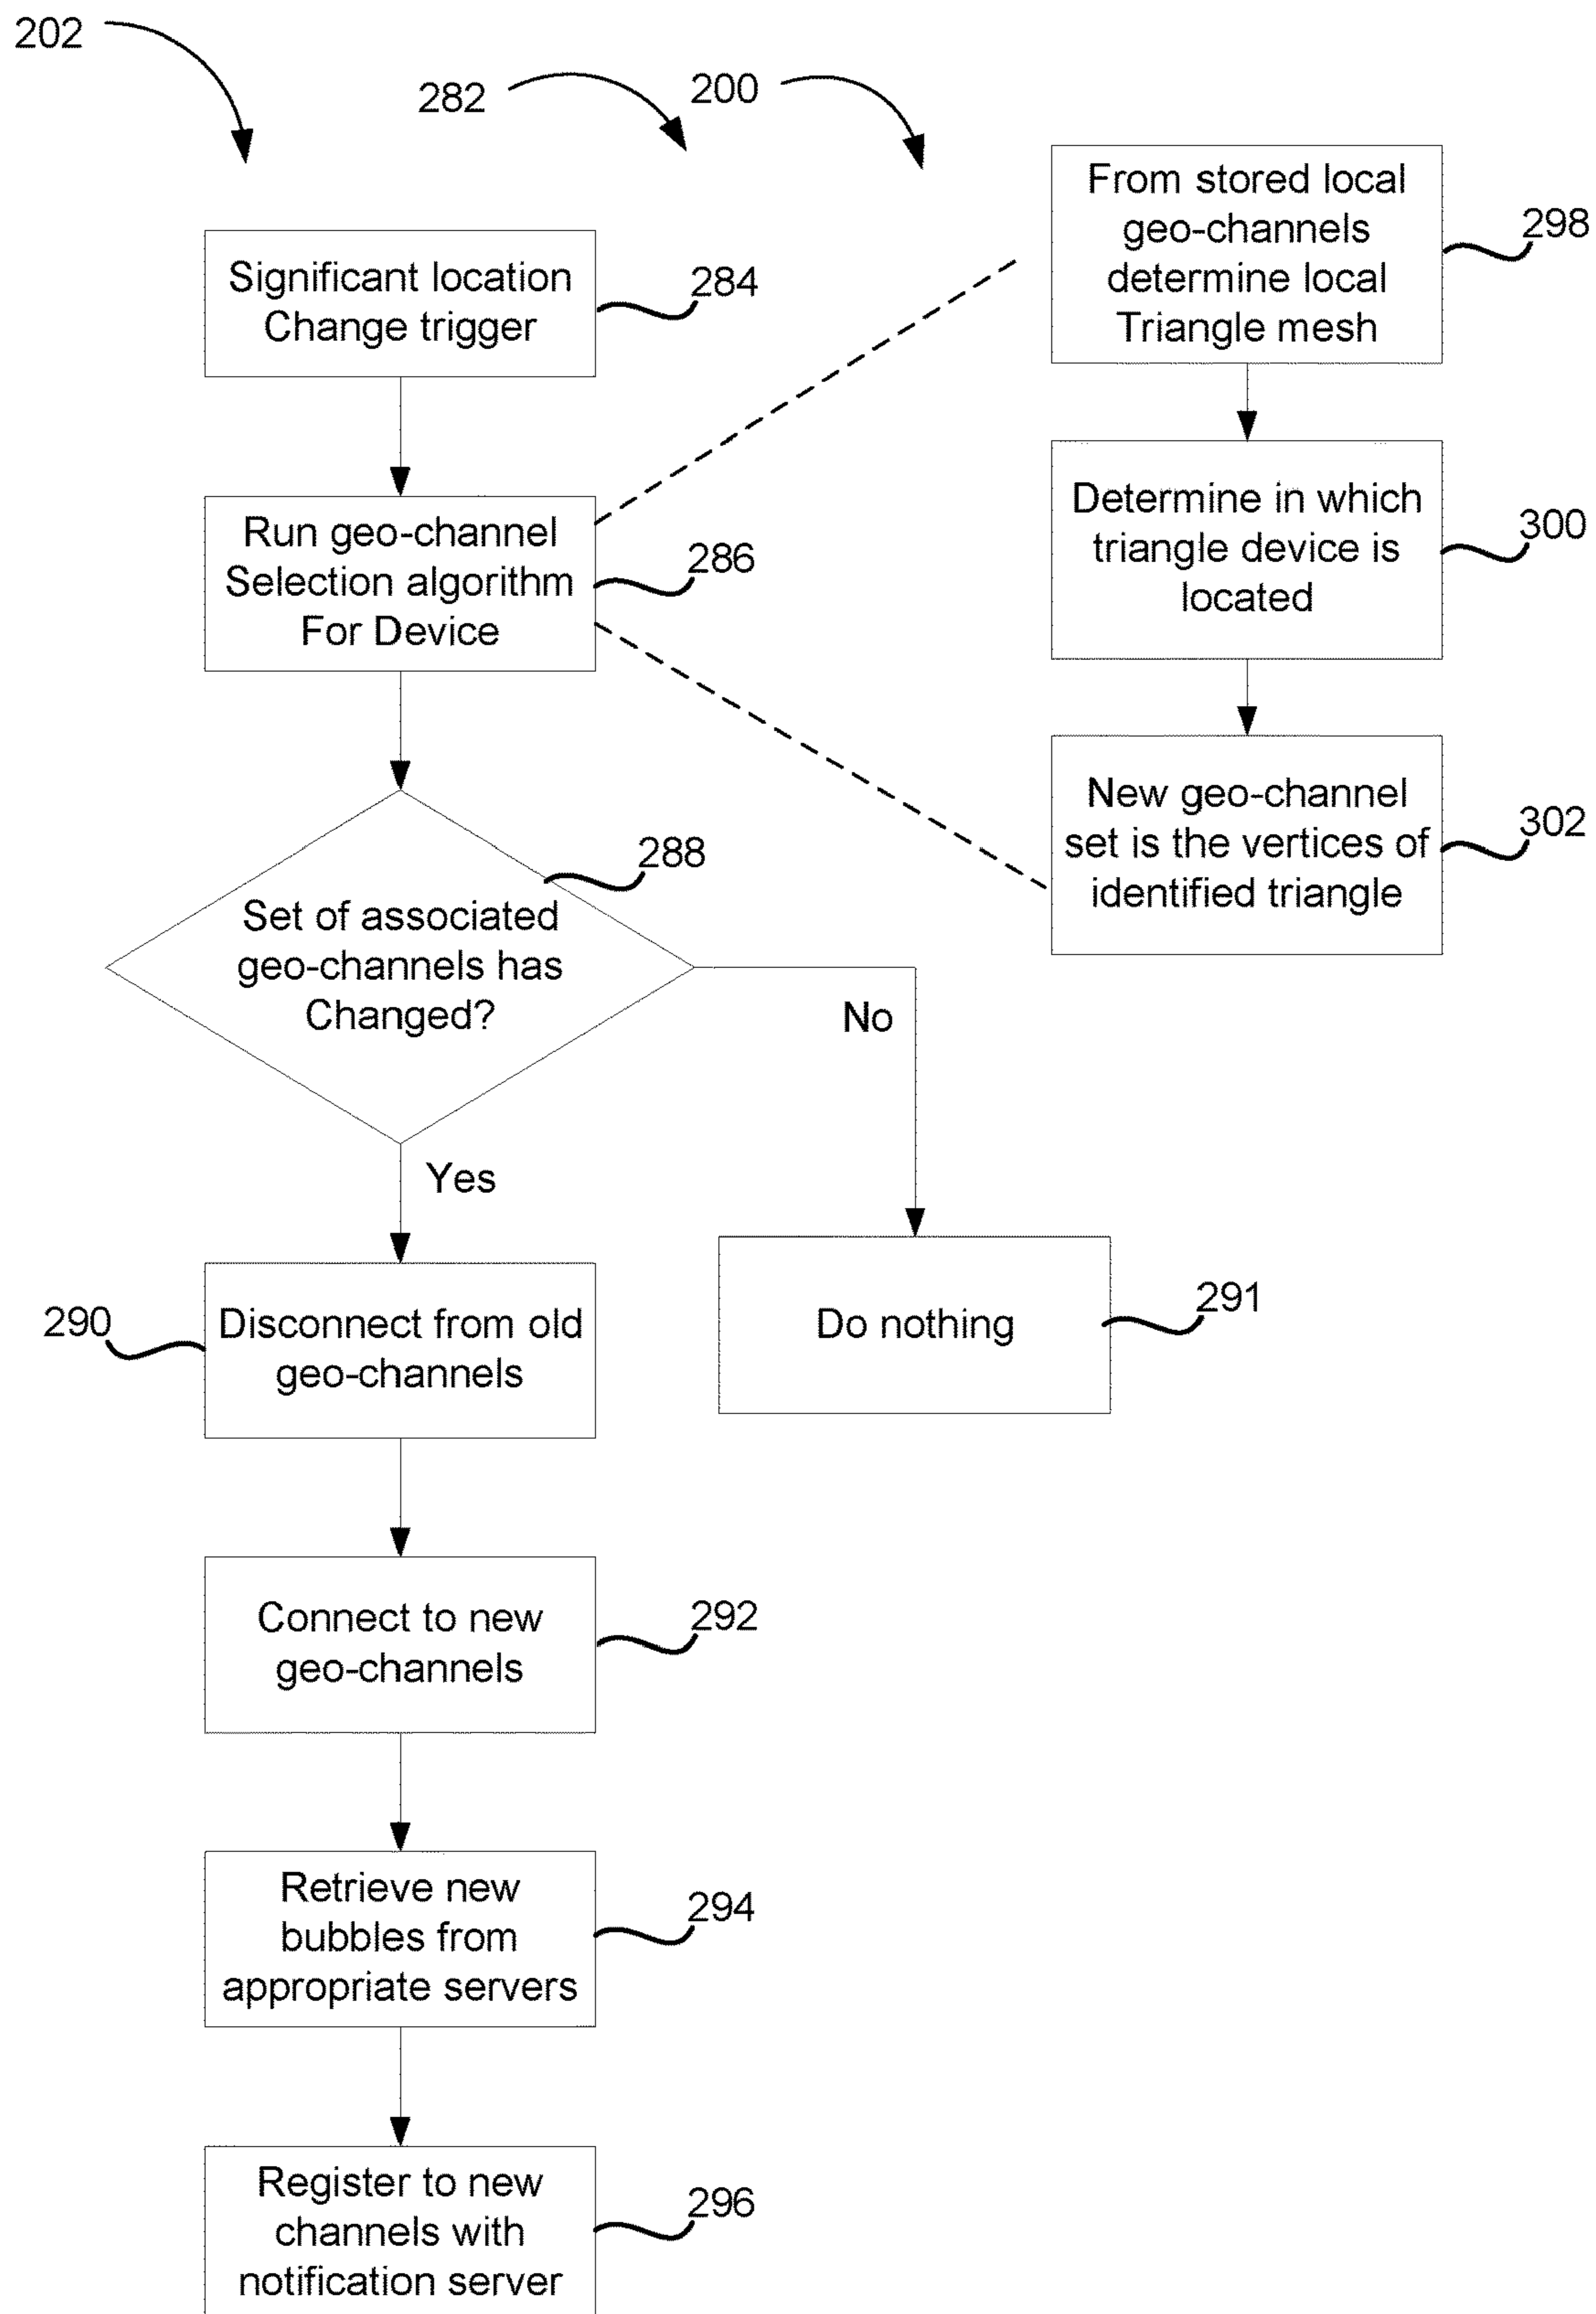 202
282
200
Significant location
Change trigger
284
Run geo-channel
Selection algorithm
For Device
286
From stored local
geo-channels
determine local
Triangle mesh
298
Determine in which
triangle device is
located
300
New geo-channel
set is the vertices of
identified triangle
302
288
Set of associated
geo-channels has
Changed?
No
Yes
290
Disconnect from old
geo-channels
Do nothing
291
Connect to new
geo-channels
292
Retrieve new
bubbles from
appropriate servers
294
Register to new
channels with
notification server
296